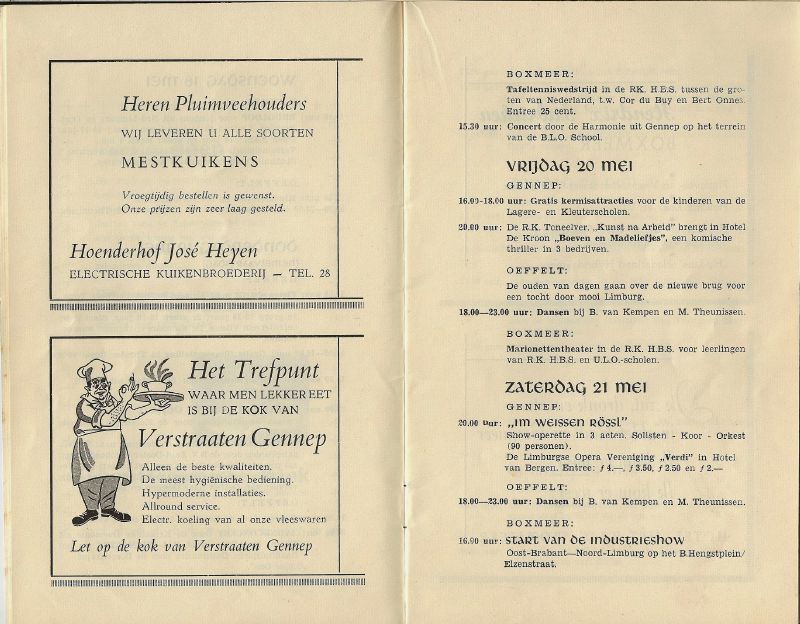 Heren Pluimveehouders
WIJ LEVEREN U ALLE SOORTEN
MESTKUIKENS
Vroegtijdig bestellen is gewenst.
Onze prijzen zijn zeer laag gesteld.
Hoenderhof José Heyen
ELECTRISCHE KUIKENBROEDERIJ — TEL. 28
Het Trefpunt
WAAR MEN LEKKER EET
IS BIJ DE KOK VAN
Verstraaten Gennep
Alleen de beste kwaliteiten.
De meest hygiënische bediening.
Hypermoderne installaties.
Allround service.
Electr. koeling van al onze vleeswaren
Let op de kok van Verstraaten Gennep
BOXMEER:
Tafeltenniswedstrijd in de RK. H.B.S. tussen de gro-
ten van Nederland, t.w. Cor du Buy en Bert Onnes.
Entree 25 cent.
15.30 uur: Concert door de Harmonie uit Gennep op het terrein
van de B.L.O. School.
VRIJDAG 20 MEI
GENNEP:
16.00-18.00 uur: Gratis kermisattracties voor de kinderen van de
Lagere- en Kleuterscholen.
20.00 uur: De R.K. Toneelver. „Kunst na Arbeid" brengt in Hotel
De Kroon „Boeven en Madeliefjes", een komische
thriller in 3 bedrijven.
OEFFELT:
De ouden van dagen gaan over de nieuwe brug voor
een tocht door mooi Limburg.
18.00—23.00 uur: Dansen bij B. van Kempen en M. Theunissen.
BOXMEER:
Marionettentheater in de R.K. H.B.S. voor leerlingen
van R.K. H.B.S. en U.L.O.-scholen.
ZATERDAG 21 MEI
GENNEP:
20.00 uur: „IM WEISSEN RÖSSL"
Show-operette in 3 acten. Solisten - Koor - Orkest
(90 personen).
De Limburgse Opera Vereniging „Verdi" in Hotel
van Bergen. Entree: ƒ 4.—, ƒ 3.50, ƒ 2.50 en ƒ 2.—
OEFFELT:
18.00—23.00 uur: Dansen bij B. van Kempen en M. Theunissen.
BOXMEER:
16.00 uur: START VAN DE INDUSTRIESHOW
Oost-Brabant—Noord-Limburg op het B.Hengstplein/
Elzenstraat.